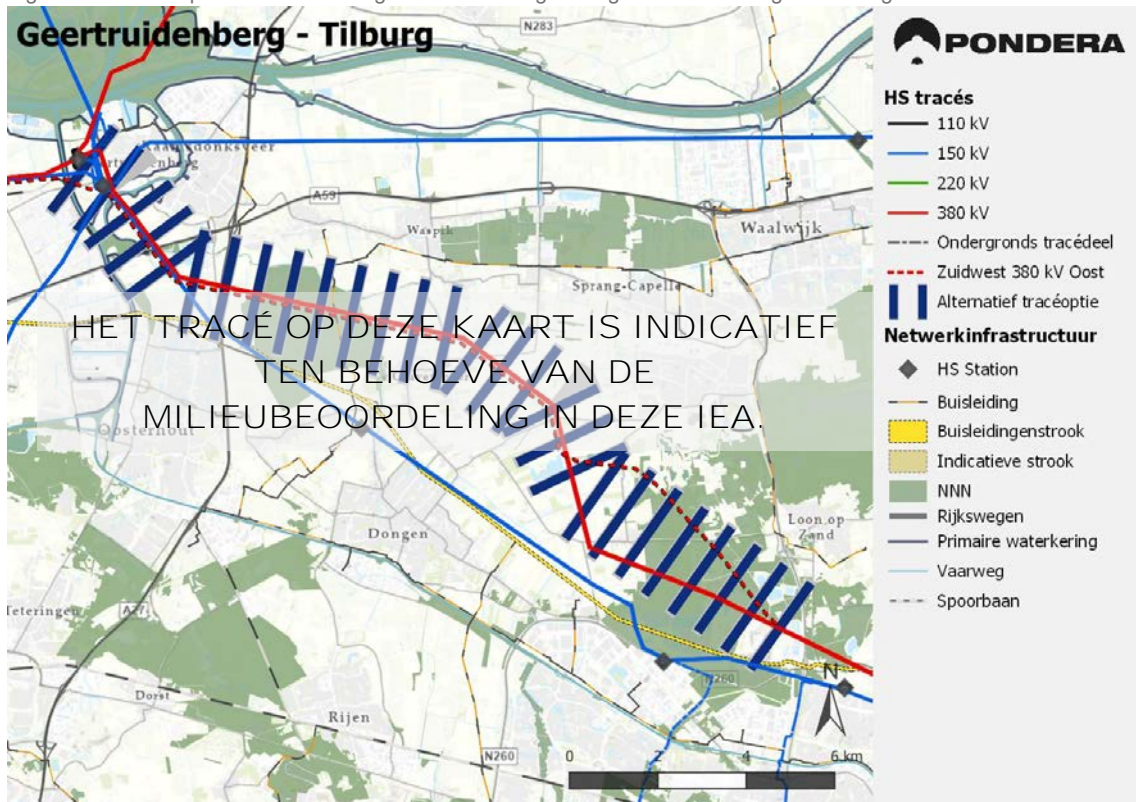 Geertruidenberg - Tilburg
N283
PONDERA
HS tracés
110 kV
150 kV
220 kV
380 kV
Ondergronds tracédeel
Zuidwest 380 kV Oost
Alternatief tracéoptie
Netwerkinfrastructuur
HS Station
Buisleiding
Buisleidingenstrook
Indicatieve strook
NNN
Rijkswegen
Primaire waterkering
Vaarweg
Spoorbaan
A59
Waspik
Waalwijk
Sprang-Capelle
HET TRACÉ OP DEZE KAART IS INDICATIEF
TEN BEHOEVE VAN DE
MILIEUBEOORDELING IN DEZE IEA.
Oosterhout
Dongen
Loon op
Zand
Teteringen
A27
Dorst
Rijen
N260
N260
N
0 2 4 6 km